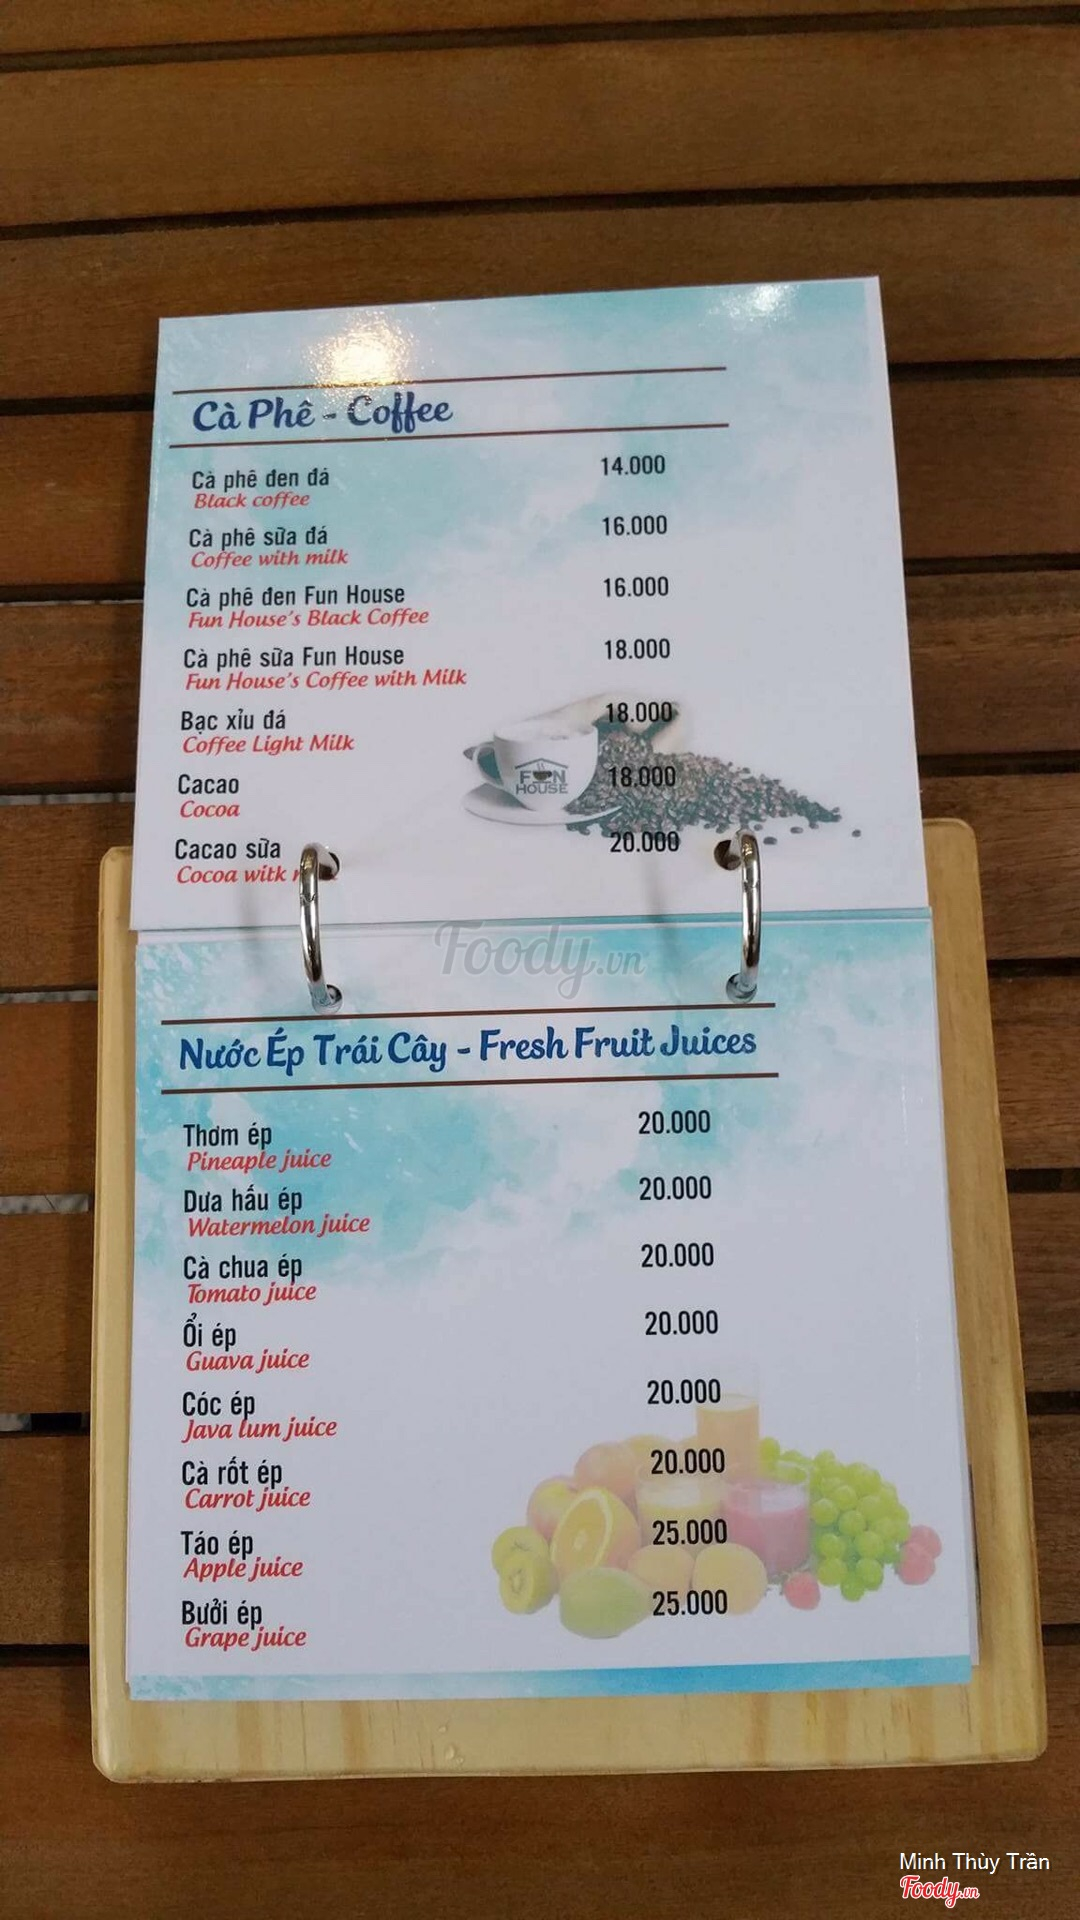 Cà Phê - Coffee
Cà phê đen đá 14.000
Black coffee
Cà phê sữa đá 16.000
Coffee with milk
Cà phê đen Fun House 16.000
Fun House's Black Coffee
Cà phê sữa Fun House 18.000
Fun House's Coffee with Milk
Bạc xỉu đá 18.000
Coffee Light Milk
FUN
HOUSE
Cacao 18.000
Cocoa
Cacao sữa 20.000
Cocoa witk
Foody.vn
Nước Ép Trái Cây - Fresh Fruit Juices
Thơm ép 20.000
Pineaple juice
Dưa hấu ép 20.000
Watermelon juice
Cà chua ép 20.000
Tomato juice
Ổi ép 20.000
Guava juice
Cóc ép 20.000
Java lum juice
Cà rốt ép 20.000
Carrot juice
Táo ép 25.000
Apple juice
Bưởi ép 25.000
Grape juice
Minh Thùy Trần
Foody.vn